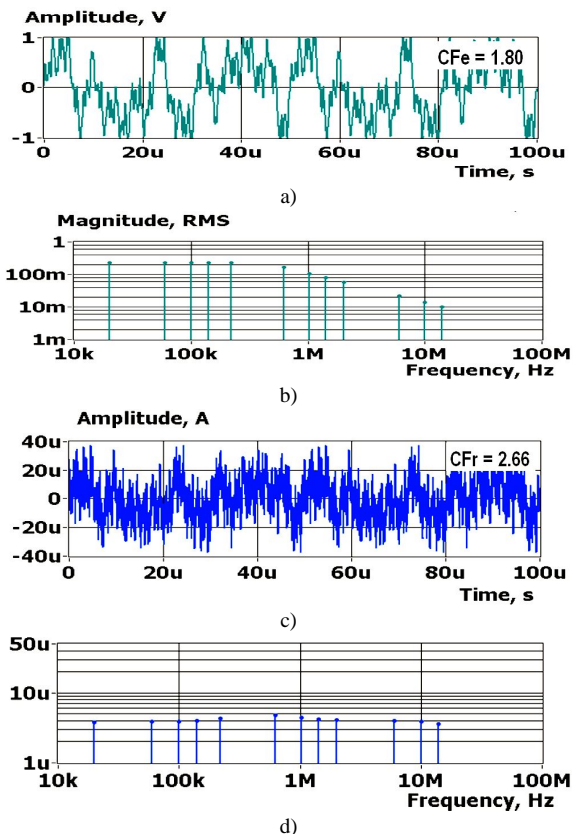 Amplitude, V
1
CFe = 1.80
0
-1
0 20u 40u 60u 80u 100u
Time, s
a)
Magnitude, RMS
1
100m
10m
1m
10k 100k 1M 10M 100M
Frequency, Hz
b)
Amplitude, A
40u
CFr = 2.66
20u
0
-20u
-40u
0 20u 40u 60u 80u 100u
Time, s
c)
50u
10u
1u
10k 100k 1M 10M 100M
Frequency, Hz
d)